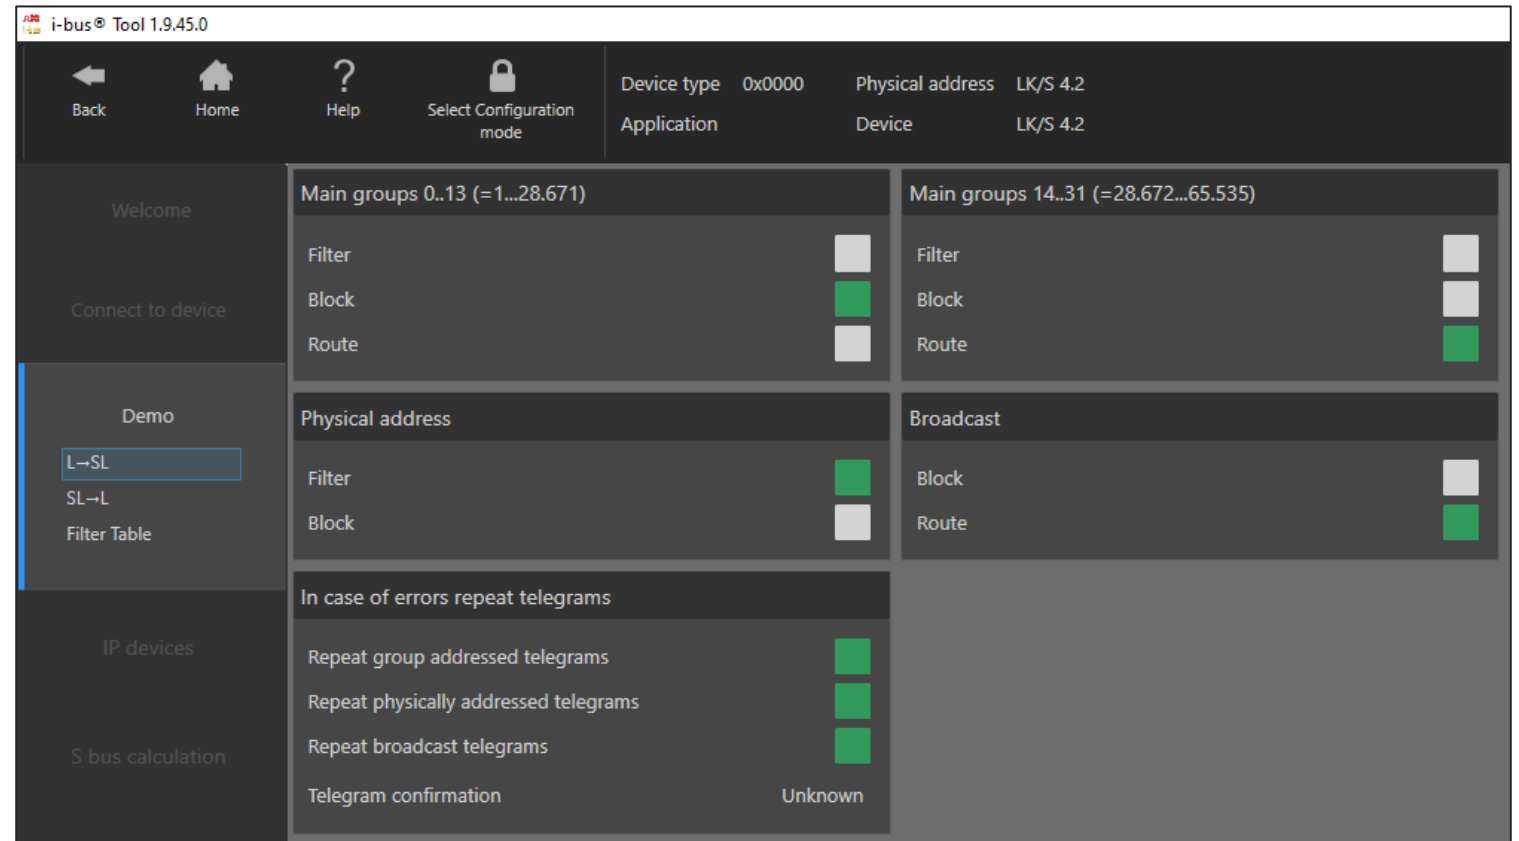 i-bus® Tool 1.9.45.0
Back
Home
Help
Select Configuration
mode
Device type 0x0000 Physical address LK/S 4.2
Application Device LK/S 4.2
Welcome
Connect to device
Demo
L→SL
SL→L
Filter Table
IP devices
S bus calculation
Main groups 0..13 (=1...28.671)
Filter
Block
Route
Main groups 14..31 (=28.672...65.535)
Filter
Block
Route
Physical address
Filter
Block
Broadcast
Block
Route
In case of errors repeat telegrams
Repeat group addressed telegrams
Repeat physically addressed telegrams
Repeat broadcast telegrams
Telegram confirmation Unknown